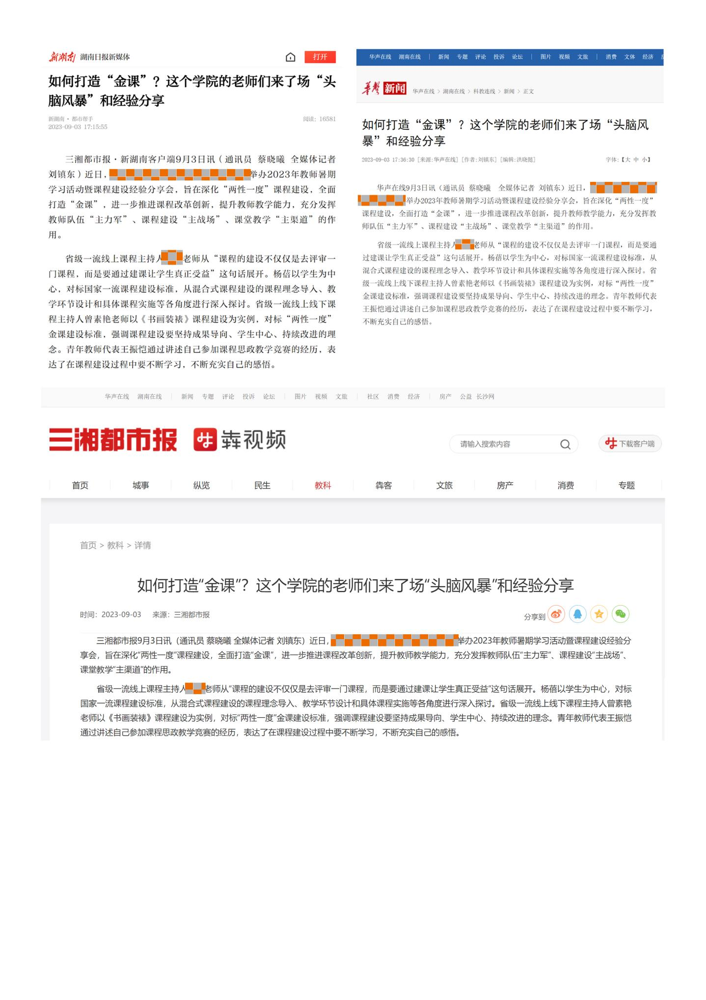 新湖南 湖南日报新媒体 打开
如何打造“金课”？这个学院的老师们来了场“头
脑风暴”和经验分享
新湖南·都市帮手 阅读：16581
2023-09-03 17:15:55
三湘都市报·新湖南客户端9月3日讯（通讯员 蔡晓曦 全媒体记者
刘镇东）近日，举办2023年教师暑期
学习活动暨课程建设经验分享会，旨在深化“两性一度”课程建设，全面
打造“金课”，进一步推进课程改革创新，提升教师教学能力，充分发挥
教师队伍“主力军”、课程建设“主战场”、课堂教学“主渠道”的作
用。
省级一流线上课程主持人老师从“课程的建设不仅仅是去评审一
门课程，而是要通过建课让学生真正受益”这句话展开。杨蓓以学生为中
心，对标国家一流课程建设标准，从混合式课程建设的课程理念导入、教
学环节设计和具体课程实施等各角度进行深入探讨。省级一流线上线下课
程主持人曾素艳老师以《书画装裱》课程建设为实例，对标“两性一度”
金课建设标准，强调课程建设要坚持成果导向、学生中心、持续改进的理
念。青年教师代表王振恺通过讲述自己参加课程思政教学竞赛的经历，表
达了在课程建设过程中要不断学习，不断充实自己的感悟。
华声在线 湖南在线 | 新闻 专题 评论 投诉 论坛 | 图片 视频 文旅 | 消费 文体 经济
华声 新闻 华声在线 > 湖南在线 > 科教连线 > 新闻 > 正文
如何打造“金课”？这个学院的老师们来了场“头脑风
暴”和经验分享
2023-09-03 17:36:30 [来源:华声在线] [作者:刘镇东] [编辑:洪晓懿] 字体:【大 中 小】
华声在线9月3日讯（通讯员 蔡晓曦 全媒体记者 刘镇东）近日，
举办2023年教师暑期学习活动暨课程建设经验分享会，旨在深化“两性一度”
课程建设，全面打造“金课”，进一步推进课程改革创新，提升教师教学能力，充分发挥教
师队伍“主力军”、课程建设“主战场”、课堂教学“主渠道”的作用。
省级一流线上课程主持人老师从“课程的建设不仅仅是去评审一门课程，而是要通
过建课让学生真正受益”这句话展开。杨蓓以学生为中心，对标国家一流课程建设标准，从
混合式课程建设的课程理念导入、教学环节设计和具体课程实施等各角度进行深入探讨。省
级一流线上线下课程主持人曾素艳老师以《书画装裱》课程建设为实例，对标“两性一度”
金课建设标准，强调课程建设要坚持成果导向、学生中心、持续改进的理念。青年教师代表
王振恺通过讲述自己参加课程思政教学竞赛的经历，表达了在课程建设过程中要不断学习，
不断充实自己的感悟。
华声在线 湖南在线 | 新闻 专题 评论 投诉 论坛 | 图片 视频 文旅 | 社区 消费 经济 | 房产 公益 长沙网
三湘都市报 犇视频 请输入搜索内容 下载客户端
首页 城事 纵览 民生 教科 犇客 文旅 房产 消费 专题
首页 > 教科 > 详情
如何打造“金课”？这个学院的老师们来了场“头脑风暴”和经验分享
时间：2023-09-03 来源：三湘都市报 分享到
三湘都市报9月3日讯（通讯员 蔡晓曦 全媒体记者 刘镇东）近日，举办2023年教师暑期学习活动暨课程建设经验分
享会，旨在深化“两性一度”课程建设，全面打造“金课”，进一步推进课程改革创新，提升教师教学能力，充分发挥教师队伍“主力军”、课程建设“主战场”、
课堂教学“主渠道”的作用。
省级一流线上课程主持人老师从“课程的建设不仅仅是去评审一门课程，而是要通过建课让学生真正受益”这句话展开。杨蓓以学生为中心，对标
国家一流课程建设标准，从混合式课程建设的课程理念导入、教学环节设计和具体课程实施等各角度进行深入探讨。省级一流线上线下课程主持人曾素艳
老师以《书画装裱》课程建设为实例，对标“两性一度”金课建设标准，强调课程建设要坚持成果导向、学生中心、持续改进的理念。青年教师代表王振恺
通过讲述自己参加课程思政教学竞赛的经历，表达了在课程建设过程中要不断学习，不断充实自己的感悟。